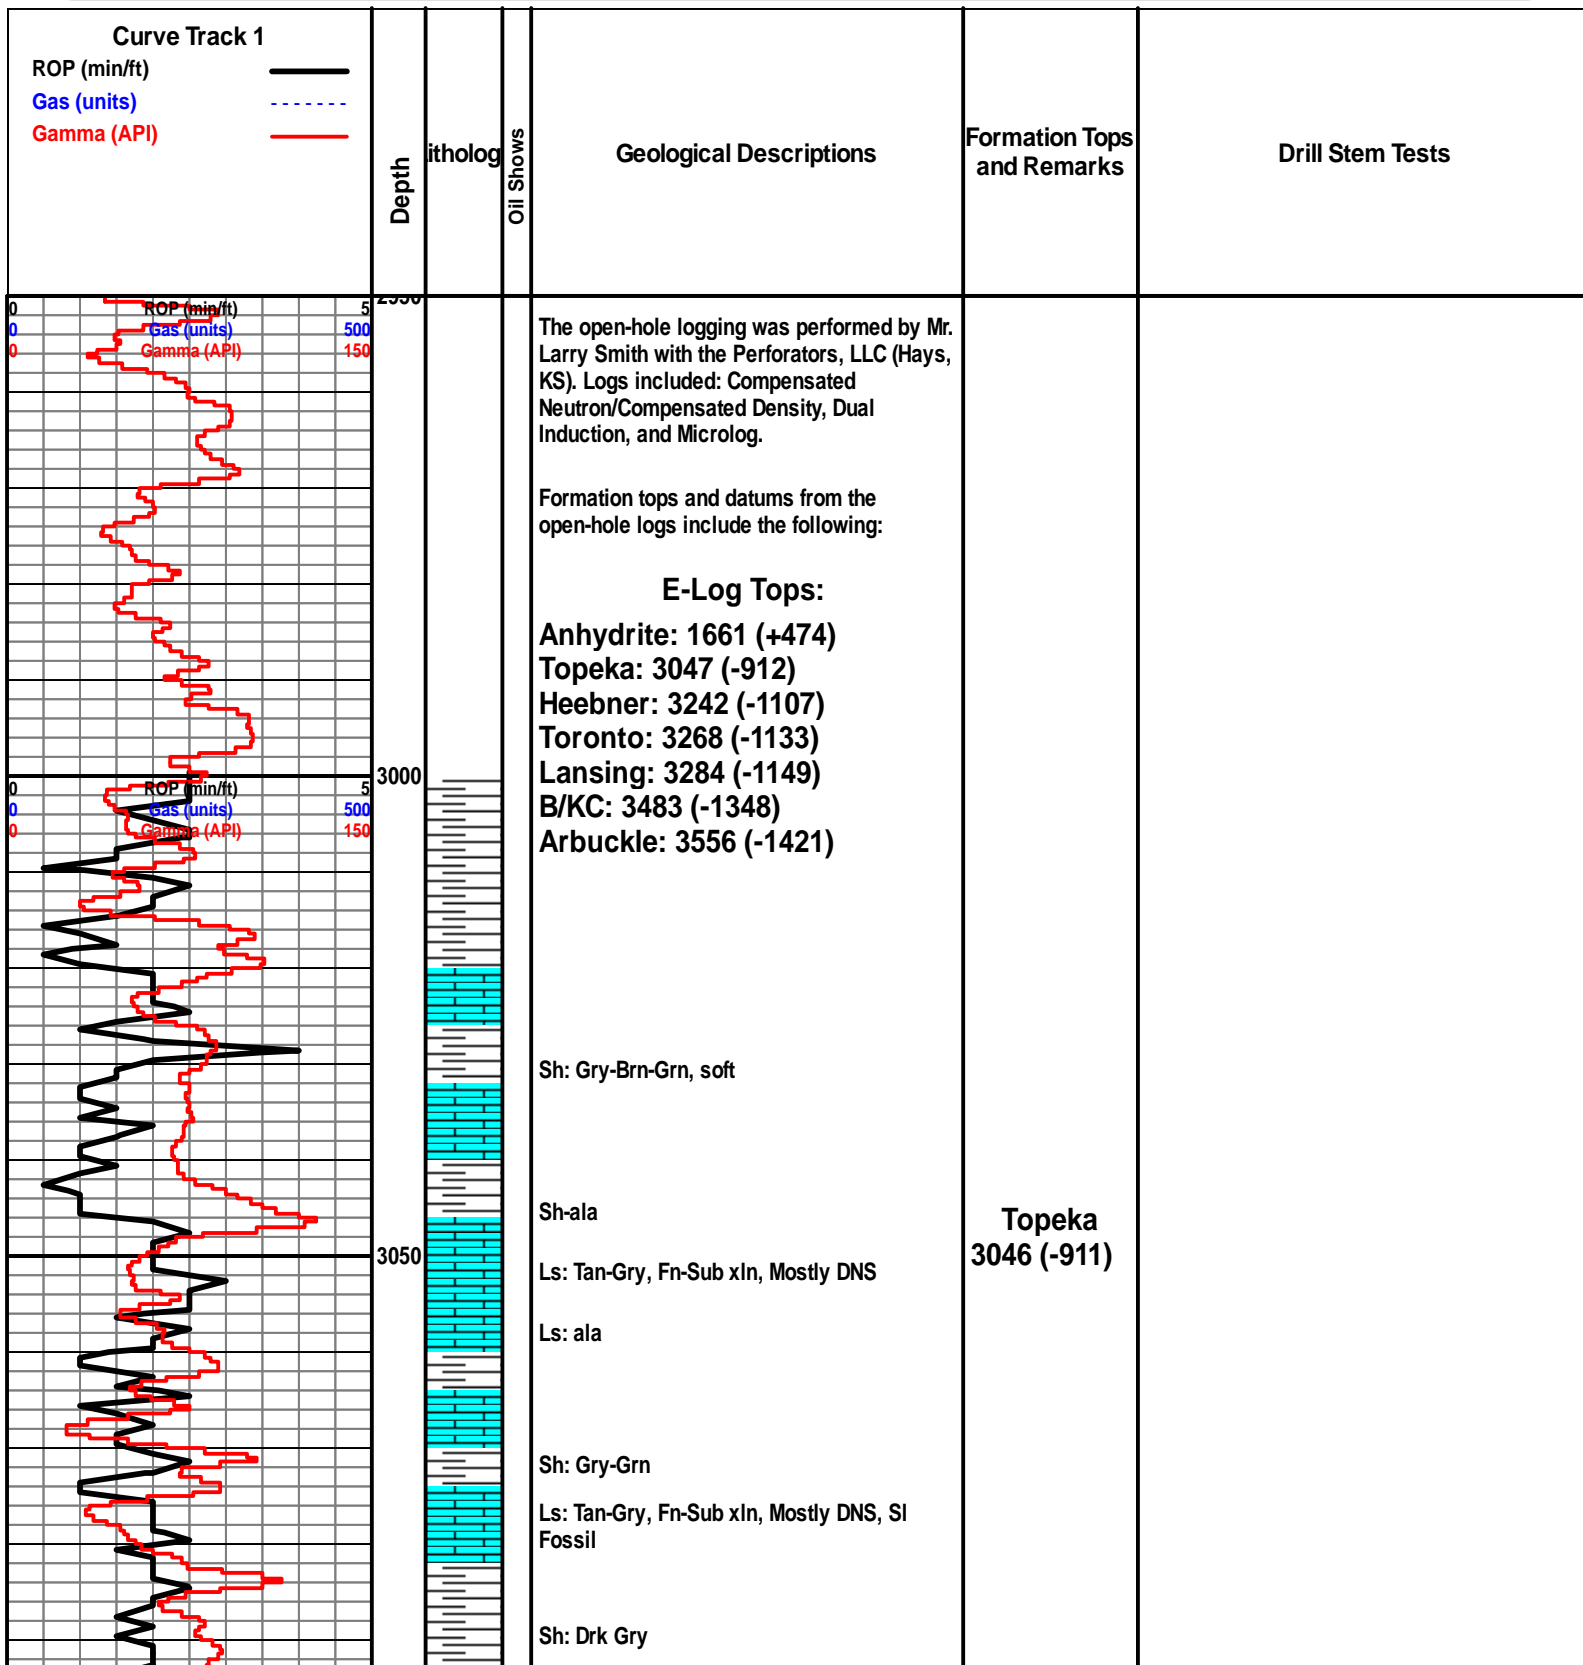 Curve Track 1
ROP (min/ft)
Gas (units)
Gamma (API)
Depth
itholog
Oil Shows
Geological Descriptions
Formation Tops
and Remarks
Drill Stem Tests
0 ROP (min/ft) 5
0 Gas (units) 500
0 Gamma (API) 150
The open-hole logging was performed by Mr.
Larry Smith with the Perforators, LLC (Hays,
KS). Logs included: Compensated
Neutron/Compensated Density, Dual
Induction, and Microlog.
Formation tops and datums from the
open-hole logs include the following:
E-Log Tops:
Anhydrite: 1661 (+474)
Topeka: 3047 (-912)
Heebner: 3242 (-1107)
Toronto: 3268 (-1133)
Lansing: 3284 (-1149)
B/KC: 3483 (-1348)
Arbuckle: 3556 (-1421)
3000
0 ROP (min/ft) 5
0 Gas (units) 500
0 Gamma (API) 150
Sh: Gry-Brn-Grn, soft
Sh-ala
Topeka
3046 (-911)
3050
Ls: Tan-Gry, Fn-Sub xln, Mostly DNS
Ls: ala
Sh: Gry-Grn
Ls: Tan-Gry, Fn-Sub xln, Mostly DNS, Sl
Fossil
Sh: Drk Gry